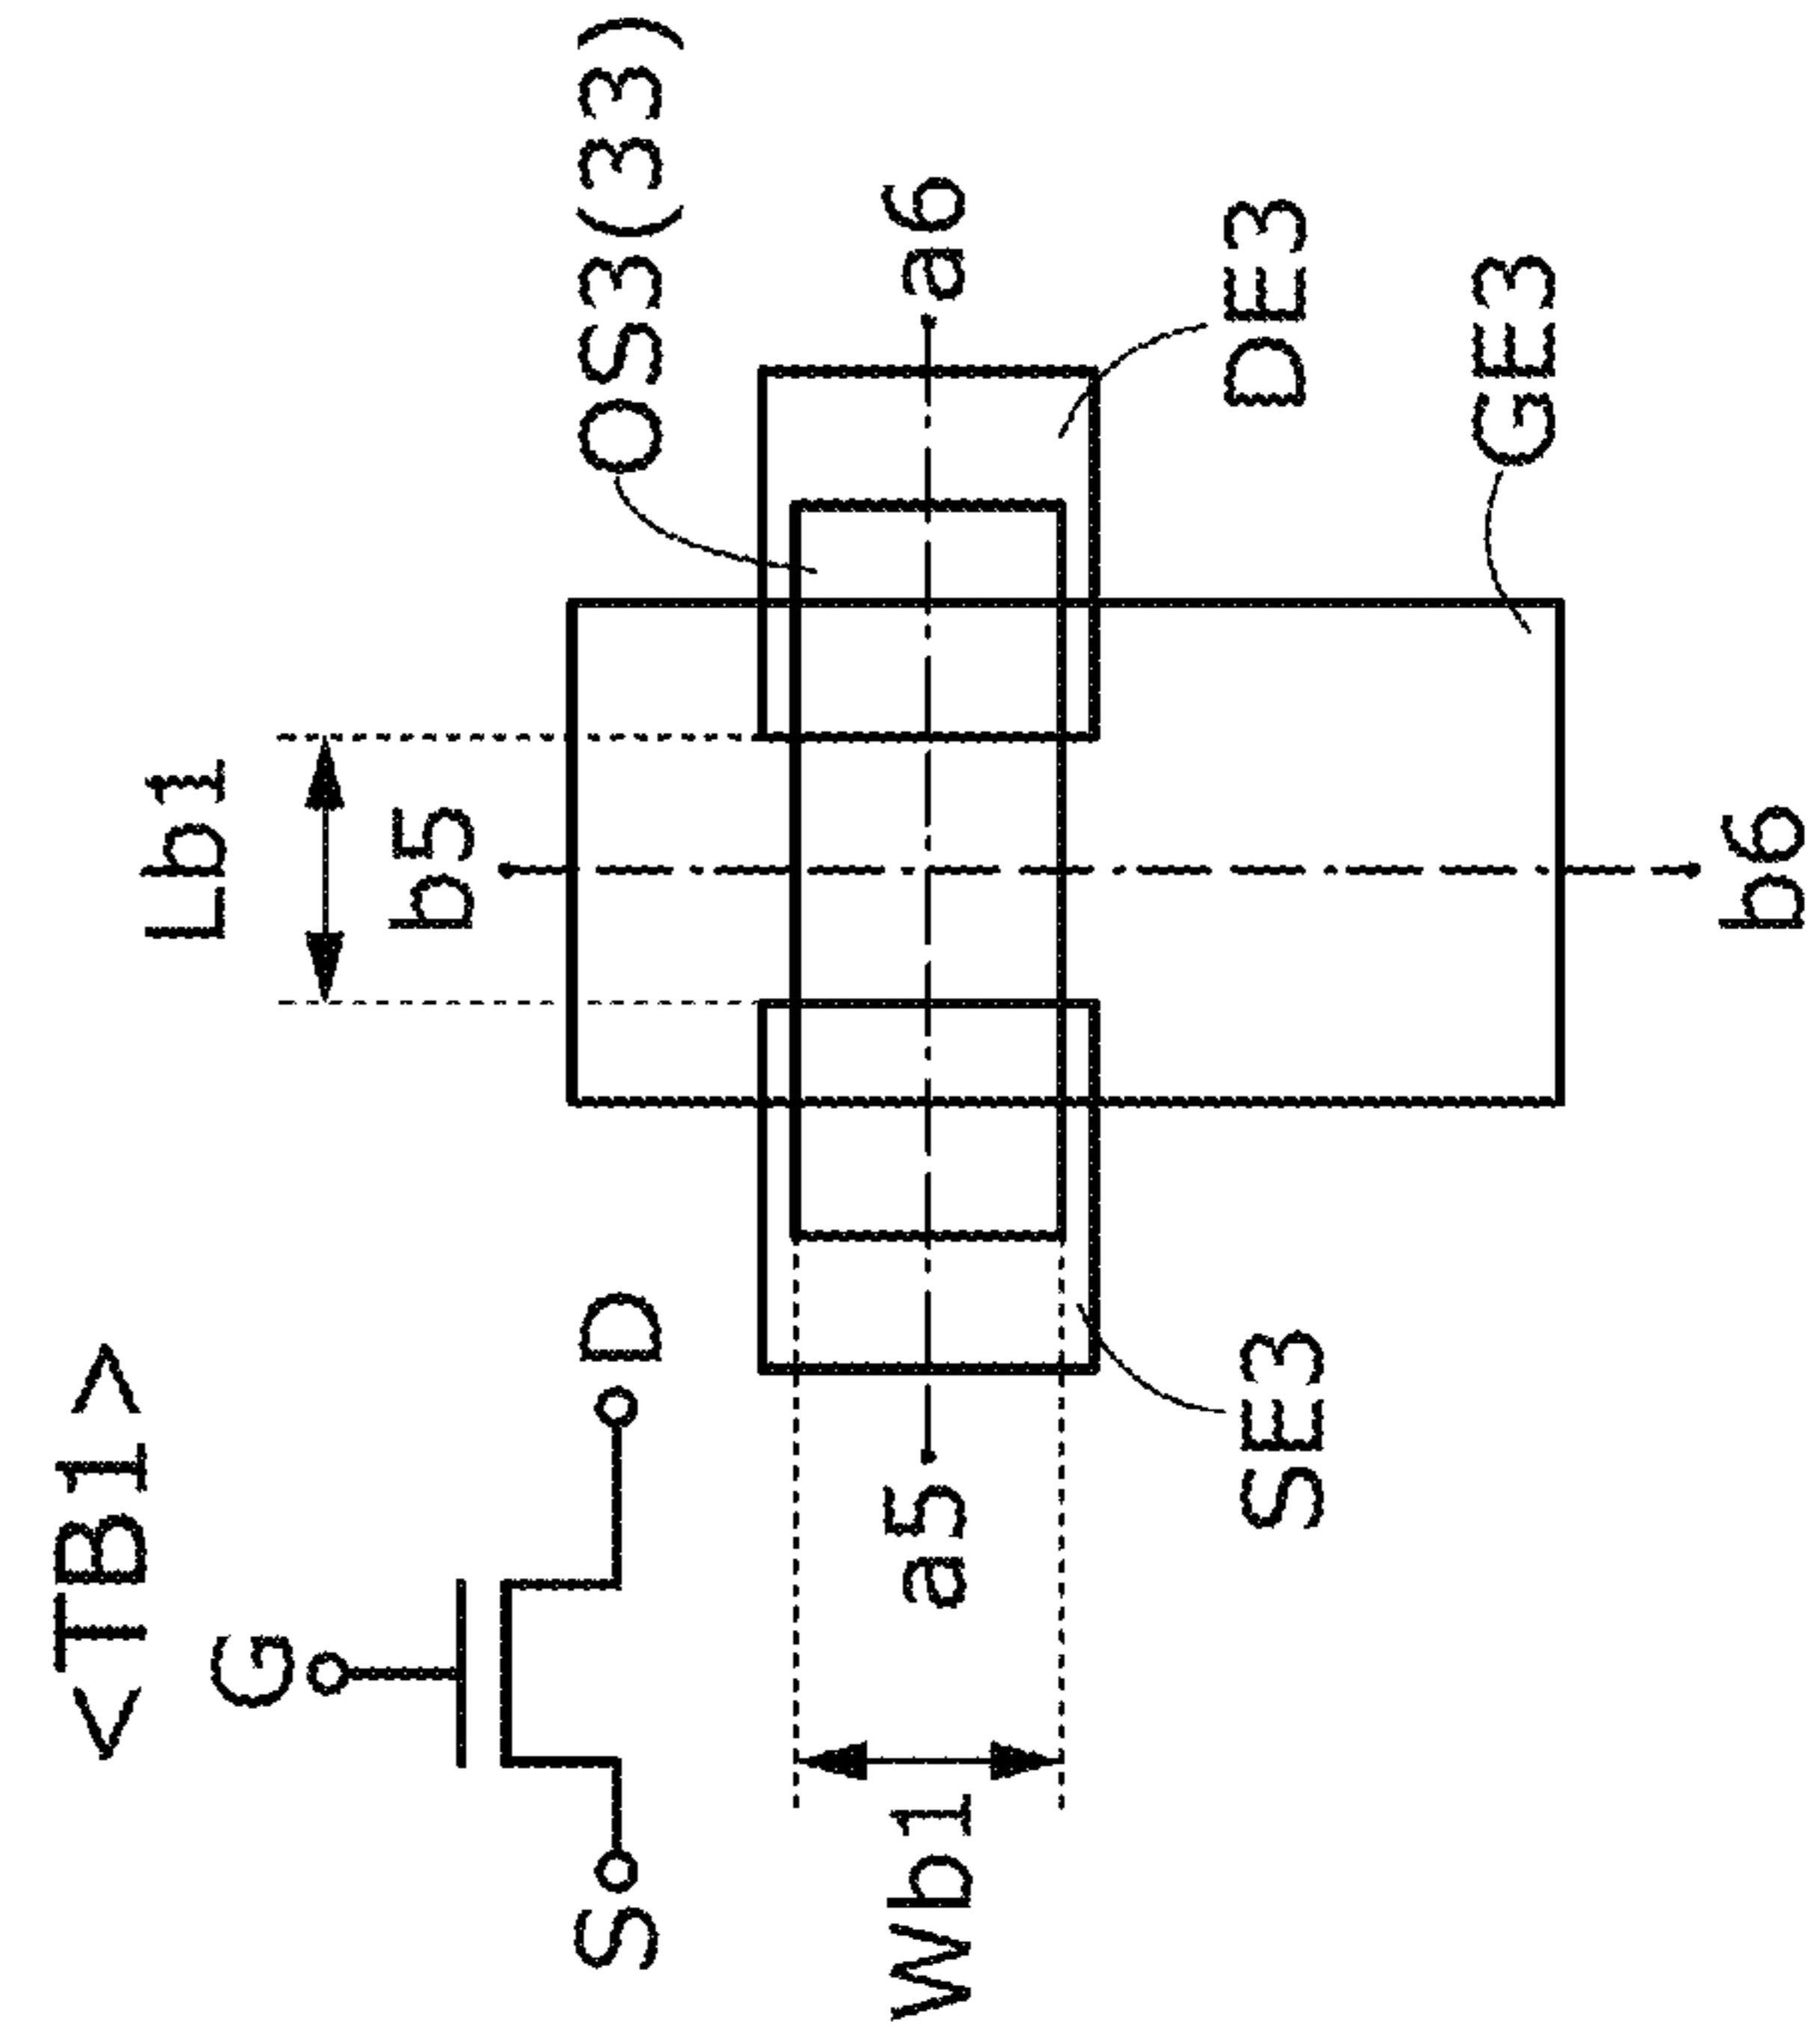 <TB1>
G
S
D
Lb1
b5
OS3(33)
Wb1
a5
a6
SE3
DE3
GE3
b6